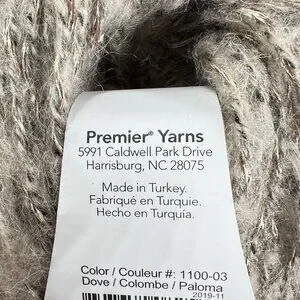 Premier® Yarns
5991 Caldwell Park Drive
Harrisburg, NC 28075
Made in Turkey.
Fabriqué en Turquie.
Hecho en Turquía.
Color / Couleur #: 1100-03
Dove / Colombe / Paloma
2019-11